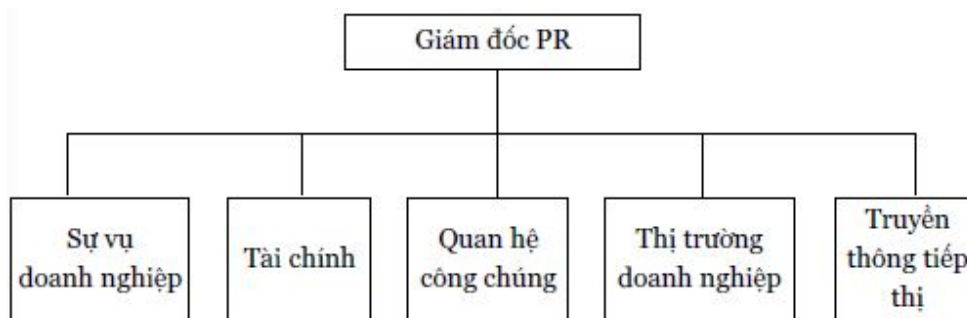 Giám đốc PR
Sự vụ
doanh nghiệp
Tài chính
Quan hệ
công chúng
Thị trường
doanh nghiệp
Truyền
thông tiếp
thị